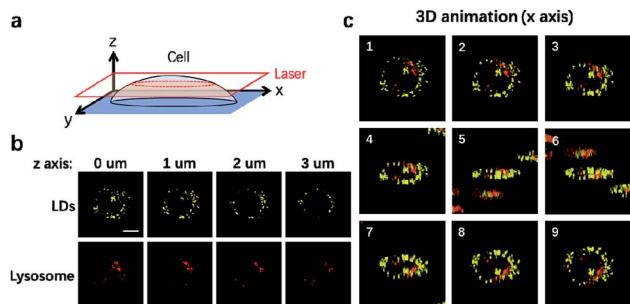 a
z
Cell
Laser
x
y
b
z axis: 0 um 1 um 2 um 3 um
LDs
Lysosome
c
3D animation (x axis)
1 2 3
4 5 6
7 8 9